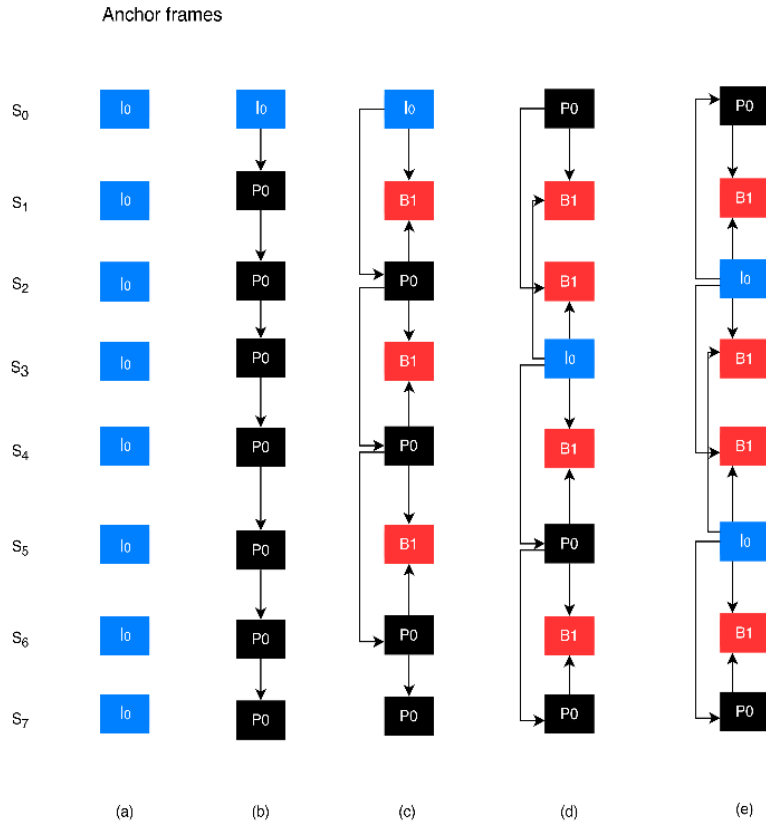 Anchor frames
S0 I0 I0 I0 P0 P0
S1 I0 P0 B1 B1 B1
S2 I0 P0 P0 B1 I0
S3 I0 P0 B1 I0 B1
S4 I0 P0 P0 B1 B1
S5 I0 P0 B1 P0 I0
S6 I0 P0 P0 B1 B1
S7 I0 P0 P0 P0 P0
(a) (b) (c) (d) (e)